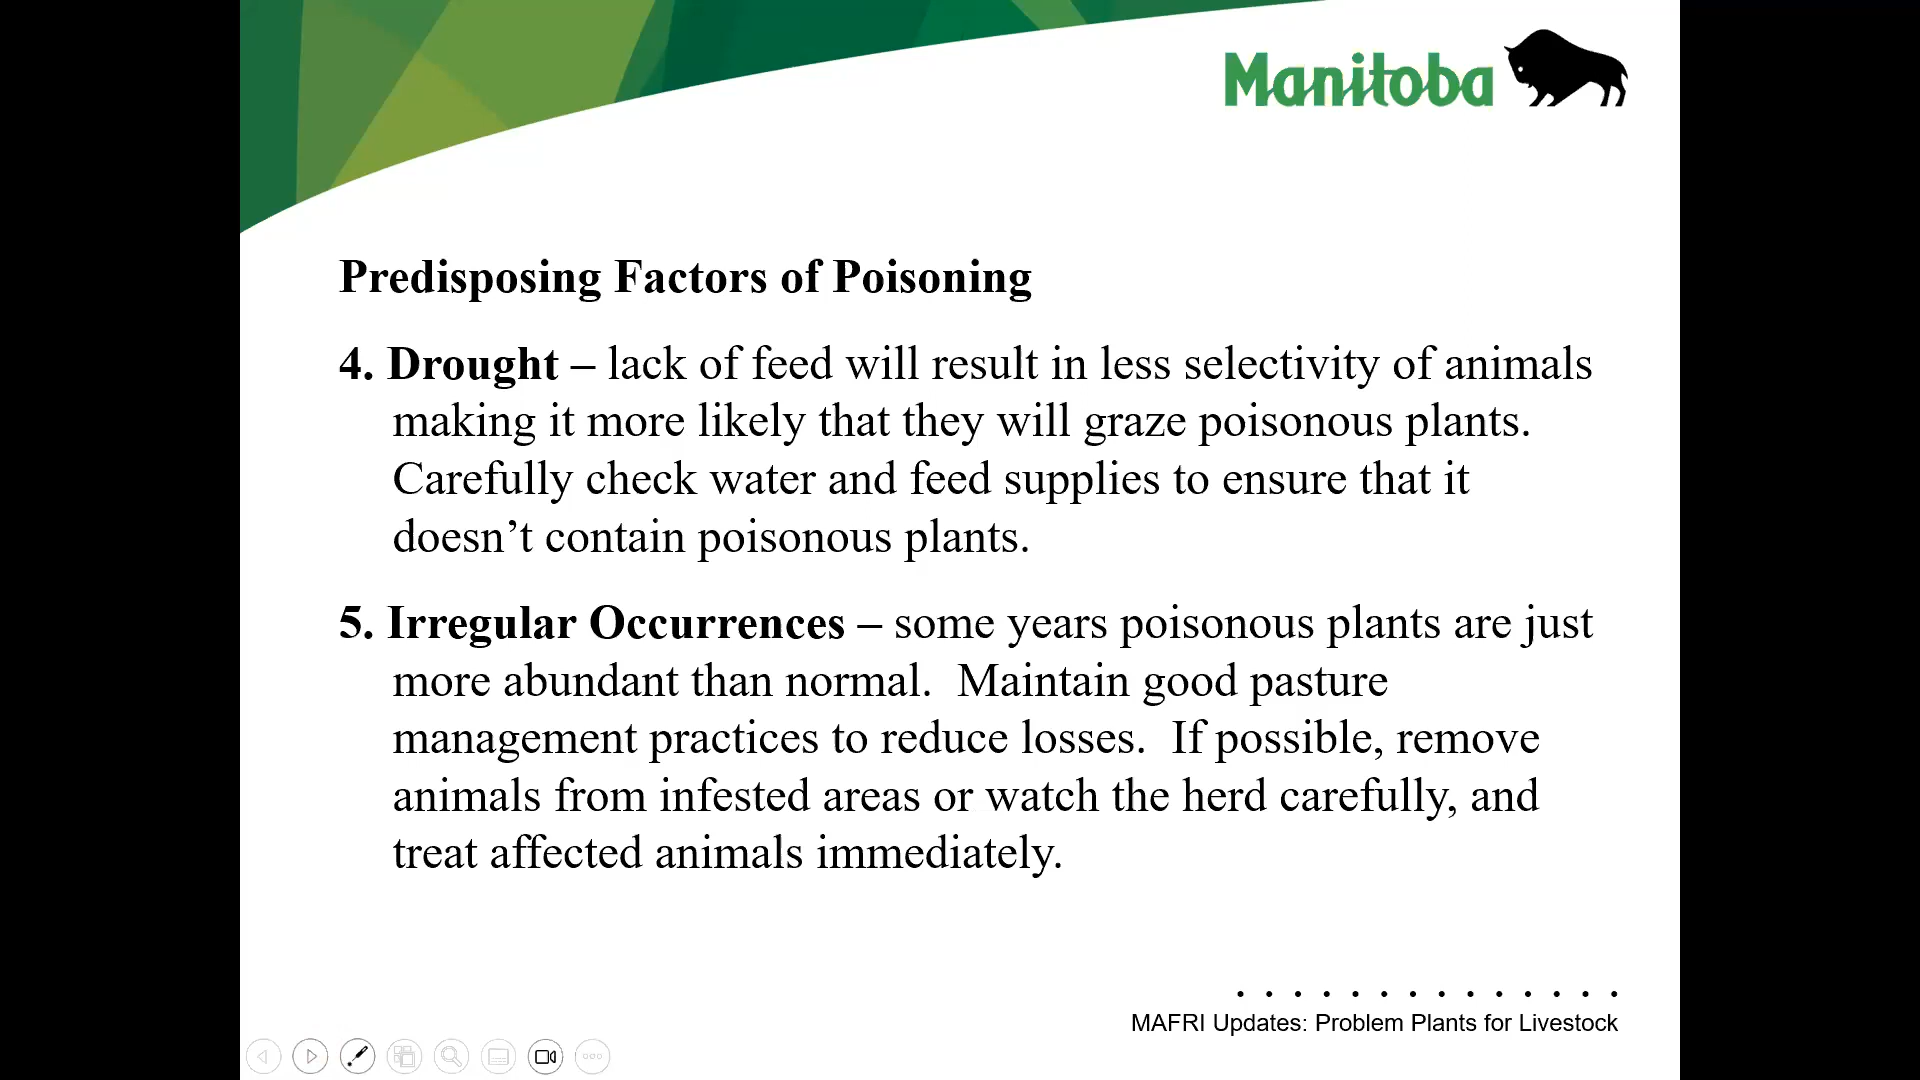 Manitoba
Predisposing Factors of Poisoning
4. Drought – lack of feed will result in less selectivity of animals
making it more likely that they will graze poisonous plants.
Carefully check water and feed supplies to ensure that it
doesn’t contain poisonous plants.
5. Irregular Occurrences – some years poisonous plants are just
more abundant than normal.  Maintain good pasture
management practices to reduce losses.  If possible, remove
animals from infested areas or watch the herd carefully, and
treat affected animals immediately.
. . . . . . . . . . . . . .
MAFRI Updates: Problem Plants for Livestock